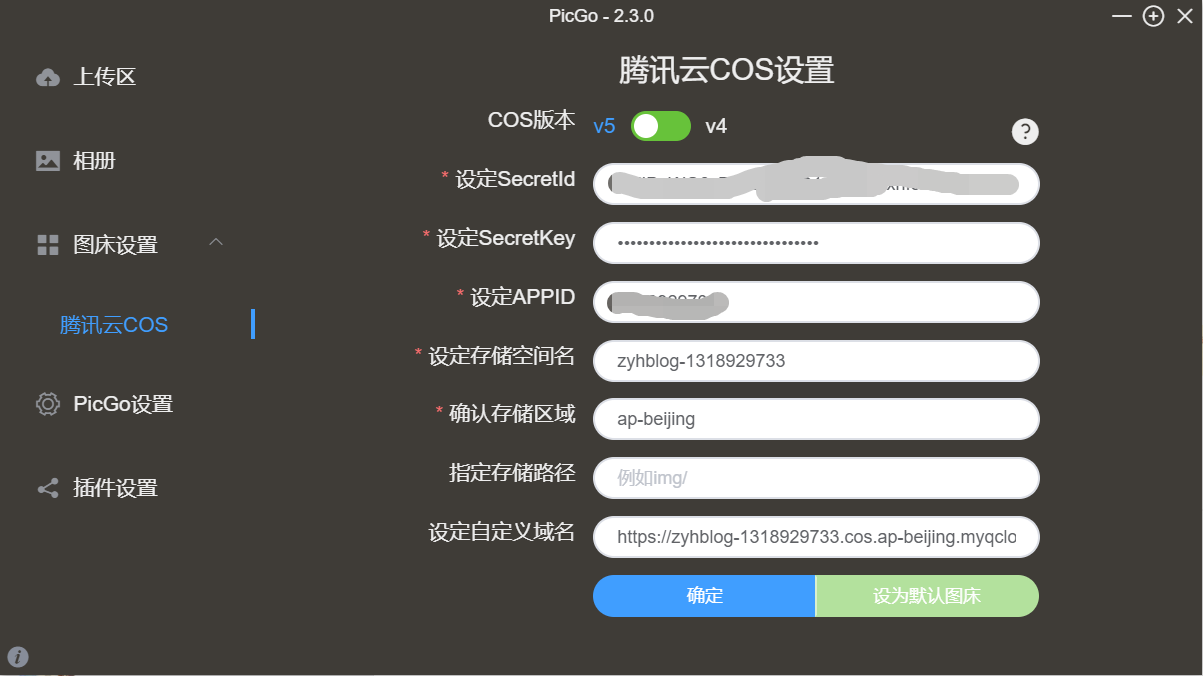 PicGo - 2.3.0
上传区
相册
图床设置
腾讯云COS
PicGo设置
插件设置
腾讯云COS设置
COS版本 v5 v4
?
* 设定SecretId
* 设定SecretKey ••••••••••••••••••••••••••••••••
* 设定APPID
* 设定存储空间名 zyhblog-1318929733
* 确认存储区域 ap-beijing
指定存储路径 例如img/
设定自定义域名 https://zyhblog-1318929733.cos.ap-beijing.myqclo
确定 设为默认图床
i